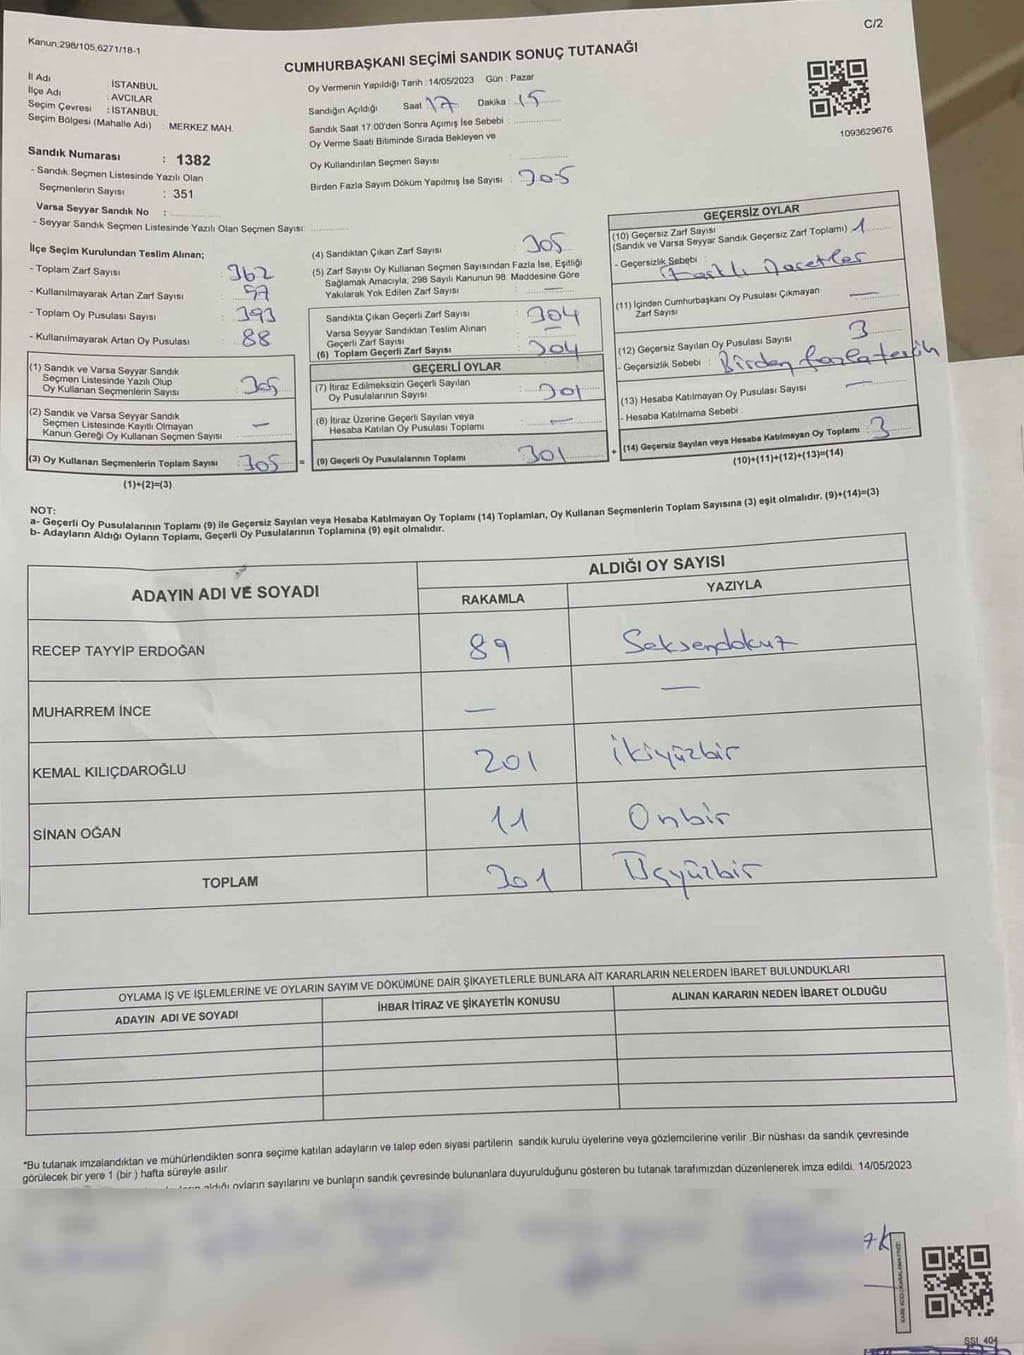 C/2
Kanun;298/105,6271/18-1
CUMHURBAŞKANI SEÇİMİ SANDIK SONUÇ TUTANAĞI
İl Adı : İSTANBUL
İlçe Adı : AVCILAR
Seçim Çevresi : İSTANBUL
Seçim Bölgesi (Mahalle Adı) : MERKEZ MAH.
Oy Vermenin Yapıldığı Tarih :14/05/2023 Gün : Pazar
Sandığın Açıldığı Saat 17 Dakika : 15
Sandık Saat 17:00'den Sonra Açılmış İse Sebebi :
Oy Verme Saati Bitiminde Sırada Bekleyen ve
Oy Kullandırılan Seçmen Sayısı :
Birden Fazla Sayım Döküm Yapılmış İse Sayısı : 305
1093629676
Sandık Numarası : 1382
- Sandık Seçmen Listesinde Yazılı Olan
Seçmenlerin Sayısı : 351
Varsa Seyyar Sandık No :
- Seyyar Sandık Seçmen Listesinde Yazılı Olan Seçmen Sayısı:
İlçe Seçim Kurulundan Teslim Alınan;
- Toplam Zarf Sayısı : 362
- Kullanılmayarak Artan Zarf Sayısı : 57
- Toplam Oy Pusulası Sayısı : 393
- Kullanılmayarak Artan Oy Pusulası : 88
(1) Sandık ve Varsa Seyyar Sandık
Seçmen Listesinde Yazılı Olup
Oy Kullanan Seçmenlerin Sayısı : 305
(2) Sandık ve Varsa Seyyar Sandık
Seçmen Listesinde Kayıtlı Olmayan
Kanun Gereği Oy Kullanan Seçmen Sayısı : —
(3) Oy Kullanan Seçmenlerin Toplam Sayısı : 305 =
(1)+(2)=(3)
(4) Sandıktan Çıkan Zarf Sayısı : 305
(5) Zarf Sayısı Oy Kullanan Seçmen Sayısından Fazla İse, Eşitliği
Sağlamak Amacıyla, 298 Sayılı Kanunun 98. Maddesine Göre
Yakılarak Yok Edilen Zarf Sayısı : —
Sandıkta Çıkan Geçerli Zarf Sayısı : 304
Varsa Seyyar Sandıktan Teslim Alınan
Geçerli Zarf Sayısı : —
(6) Toplam Geçerli Zarf Sayısı : 304
GEÇERLİ OYLAR
(7) İtiraz Edilmeksizin Geçerli Sayılan
Oy Pusulalarının Sayısı : 301
(8) İtiraz Üzerine Geçerli Sayılan veya
Hesaba Katılan Oy Pusulası Toplamı : —
(9) Geçerli Oy Pusulalarının Toplamı : 301 +
GEÇERSİZ OYLAR
(10) Geçersiz Zarf Sayısı
(Sandık ve Varsa Seyyar Sandık Geçersiz Zarf Toplamı) : 1
- Geçersizlik Sebebi : Farklı İşaretler
(11) İçinden Cumhurbaşkanı Oy Pusulası Çıkmayan
Zarf Sayısı : —
(12) Geçersiz Sayılan Oy Pusulası Sayısı : 3
- Geçersizlik Sebebi : Birden fazla tercih
(13) Hesaba Katılmayan Oy Pusulası Sayısı : —
- Hesaba Katılmama Sebebi :
(14) Geçersiz Sayılan veya Hesaba Katılmayan Oy Toplamı : 3
(10)+(11)+(12)+(13)=(14)
NOT:
a- Geçerli Oy Pusulalarının Toplamı (9) ile Geçersiz Sayılan veya Hesaba Katılmayan Oy Toplamı (14) Toplamları, Oy Kullanan Seçmenlerin Toplam Sayısına (3) eşit olmalıdır. (9)+(14)=(3)
b- Adayların Aldığı Oyların Toplamı, Geçerli Oy Pusulalarının Toplamına (9) eşit olmalıdır.
ADAYIN ADI VE SOYADI ALDIĞI OY SAYISI
RAKAMLA YAZIYLA
RECEP TAYYİP ERDOĞAN 89 Seksendokuz
MUHARREM İNCE — —
KEMAL KILIÇDAROĞLU 201 İkiyüzbir
SİNAN OĞAN 11 Onbir
TOPLAM 301 Üçyüzbir
OYLAMA İŞ VE İŞLEMLERİNE VE OYLARIN SAYIM VE DÖKÜMÜNE DAİR ŞİKAYETLERLE BUNLARA AİT KARARLARIN NELERDEN İBARET BULUNDUKLARI
ADAYIN ADI VE SOYADI İHBAR İTİRAZ VE ŞİKAYETİN KONUSU ALINAN KARARIN NEDEN İBARET OLDUĞU
*Bu tutanak imzalandıktan ve mühürlendikten sonra seçime katılan adayların ve talep eden siyasi partilerin sandık kurulu üyelerine veya gözlemcilerine verilir .Bir nüshası da sandık çevresinde
görülecek bir yere 1 (bir ) hafta süreyle asılır.
aldığı oyların sayılarını ve bunların sandık çevresinde bulunanlara duyurulduğunu gösteren bu tutanak tarafımızdan düzenlenerek imza edildi. 14/05/2023
SSI_404